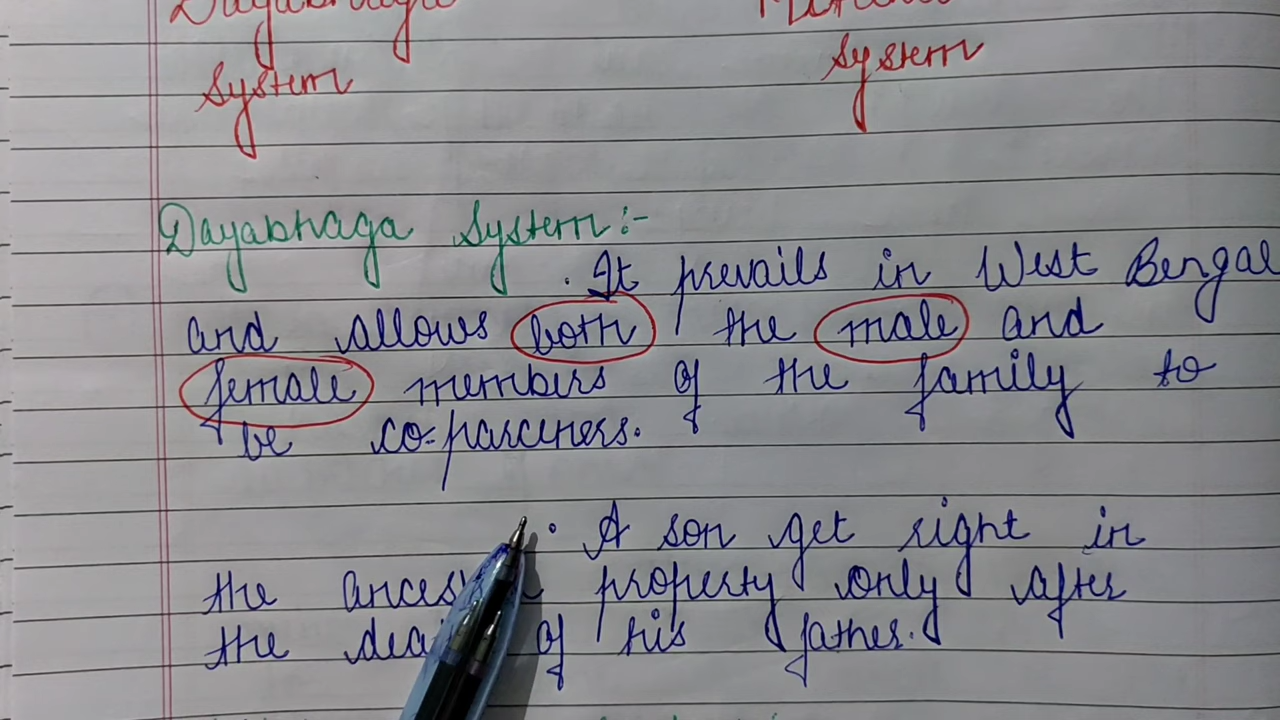 System
System
Dayabhaga System:-
· It prevails in West Bengal
and allows both the male and
female members of the family to
be co-parceners.
· A son get right in
the property only after
the of his father.